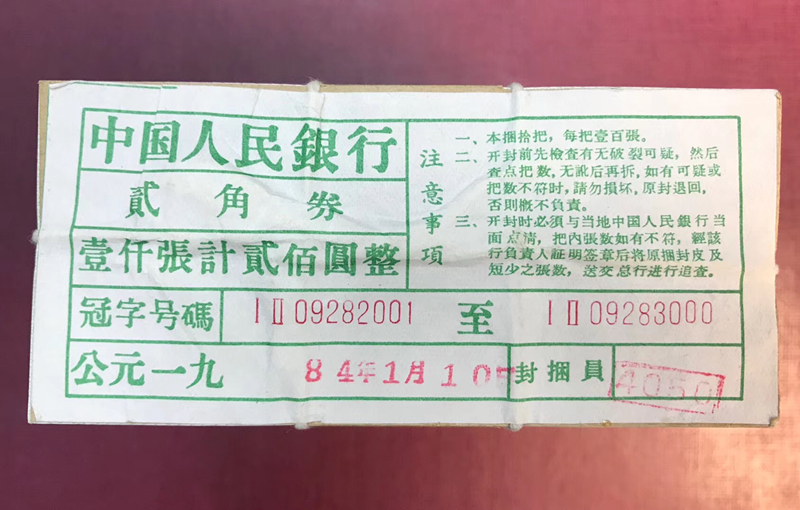 中国人民銀行
貳角券
壹仟張計貳佰圓整
注意事項
一、本捆拾把，每把壹百張。
二、开封前先檢查有无破裂可疑，然后
查点把数，无訛后再拆，如有可疑或
把数不符时，請勿損坏，原封退回，
否則概不負責。
三、开封时必須与当地中国人民銀行当
面点清，把內張数如有不符，經該
行負責人証明签章后将原捆封皮及
短少之張数，送交总行进行追查。
冠字号碼 I II 09282001 至 I II 09283000
公元一九 84年1月10 封捆員 4050